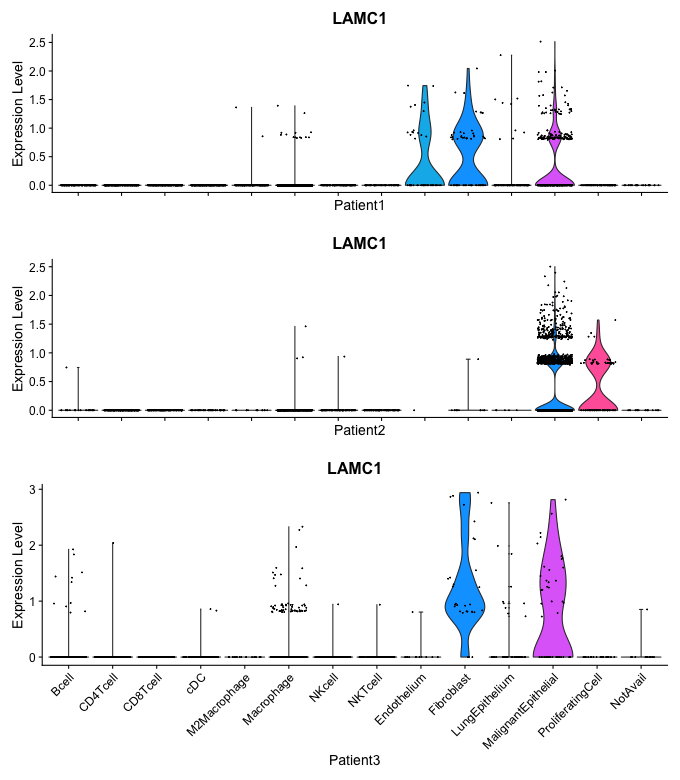 LAMC1
Expression Level
2.5
2.0
1.5
1.0
0.5
0.0
Patient1
LAMC1
Expression Level
2.5
2.0
1.5
1.0
0.5
0.0
Patient2
LAMC1
Expression Level
3
2
1
0
Bcell
CD4Tcell
CD8Tcell
cDC
M2Macrophage
Macrophage
NKcell
NKTcell
Endothelium
Fibroblast
LungEpithelium
MalignantEpithelial
ProliferatingCell
NotAvail
Patient3